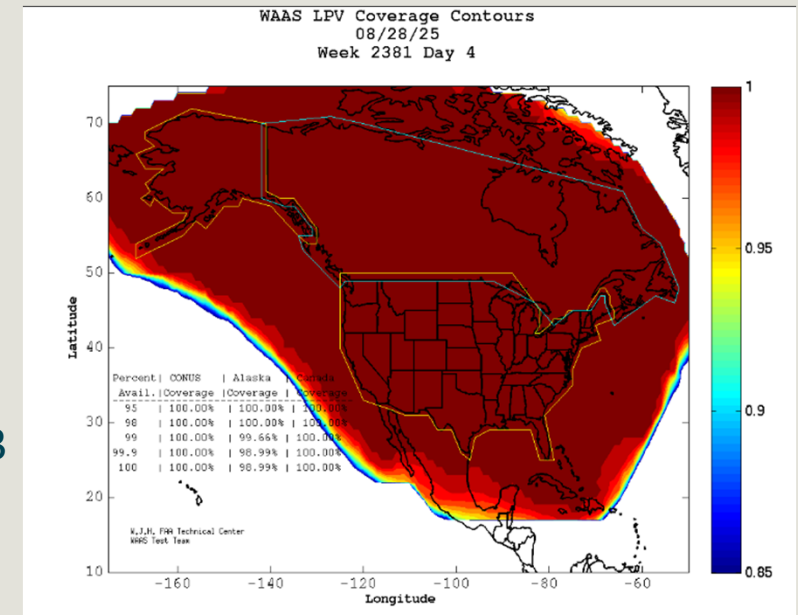 WAAS LPV Coverage Contours
08/28/25
Week 2381 Day 4
70
60
50
40
30
20
10
Latitude
Percent| CONUS | Alaska | Canada
Avail. |Coverage |Coverage |Coverage
95 | 100.00% | 100.00% | 100.00%
98 | 100.00% | 100.00% | 100.00%
99 | 100.00% | 99.66% | 100.00%
99.9 | 100.00% | 98.99% | 100.00%
100 | 100.00% | 98.99% | 100.00%
W.J.H. FAA Technical Center
WAAS Test Team
-160 -140 -120 -100 -80 -60
Longitude
1
0.95
0.9
0.85